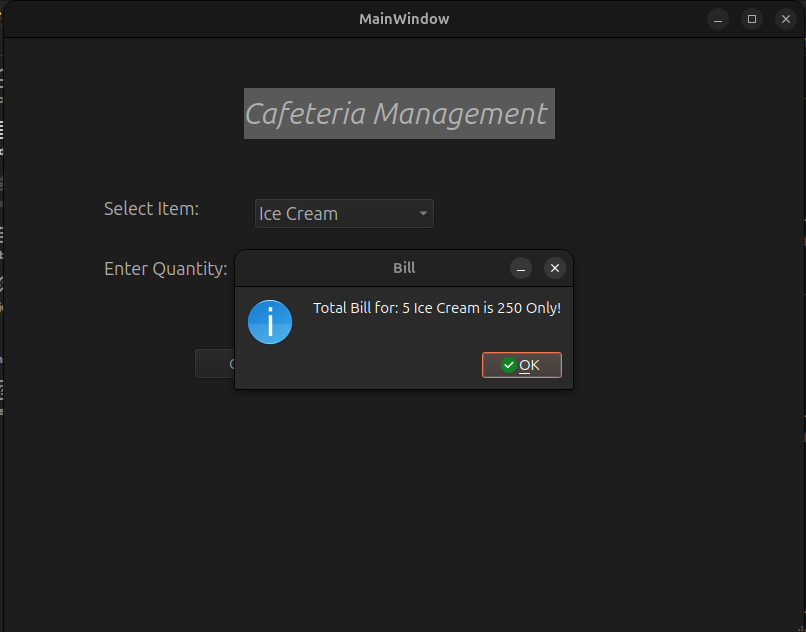 MainWindow
Cafeteria Management
Select Item:
Ice Cream
Enter Quantity:
Bill
Total Bill for: 5 Ice Cream is 250 Only!
OK